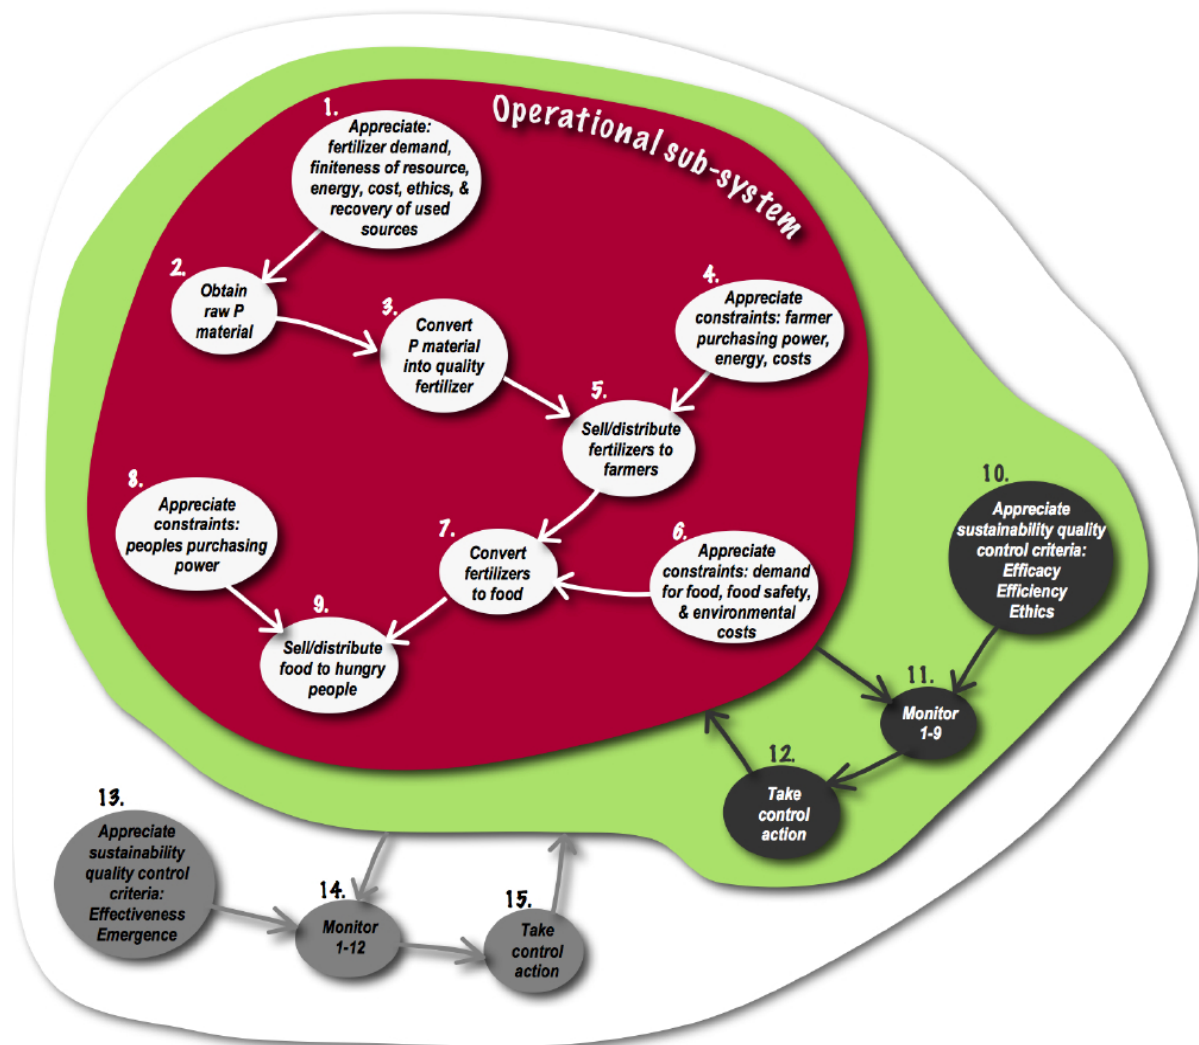 Operational sub-system
1.
Appreciate:
fertilizer demand,
finiteness of resource,
energy, cost, ethics, &
recovery of used
sources
2.
Obtain
raw P
material
3.
Convert
P material
into quality
fertilizer
4.
Appreciate
constraints: farmer
purchasing power,
energy, costs
5.
Sell/distribute
fertilizers to
farmers
6.
Appreciate
constraints: demand
for food, food safety,
& environmental
costs
7.
Convert
fertilizers
to food
8.
Appreciate
constraints:
peoples purchasing
power
9.
Sell/distribute
food to hungry
people
10.
Appreciate
sustainability quality
control criteria:
Efficacy
Efficiency
Ethics
11.
Monitor
1-9
12.
Take
control
action
13.
Appreciate
sustainability
quality control
criteria:
Effectiveness
Emergence
14.
Monitor
1-12
15.
Take
control
action